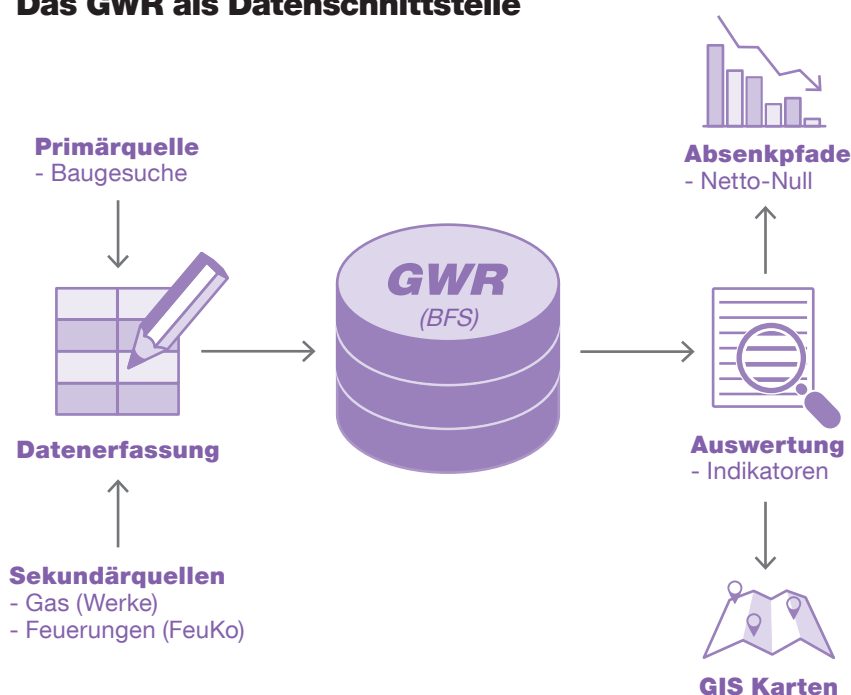 Das GWR als Datenschnittstelle
Primärquelle
- Baugesuche
Datenerfassung
Sekundärquellen
- Gas (Werke)
- Feuerungen (FeuKo)
GWR
(BFS)
Absenkpfade
- Netto-Null
Auswertung
- Indikatoren
GIS Karten